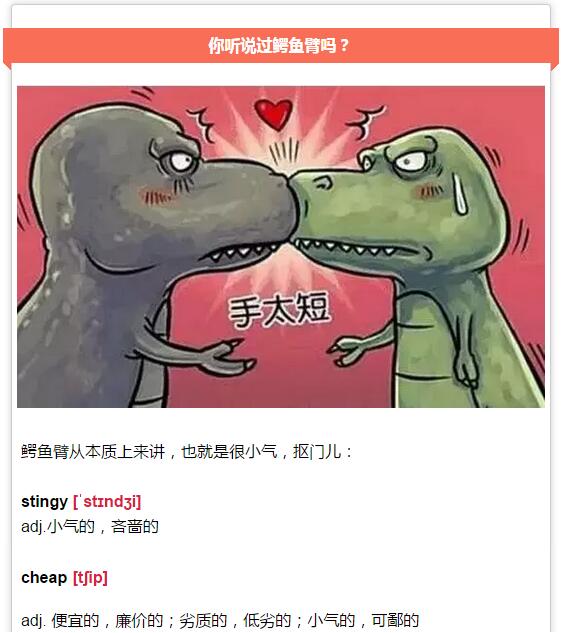 你听说过鳄鱼臂吗？
手太短
鳄鱼臂从本质上来讲，也就是很小气，抠门儿：
stingy [ˈstɪndʒi]
adj.小气的，吝啬的
cheap [tʃip]
adj. 便宜的，廉价的；劣质的，低劣的；小气的，可鄙的